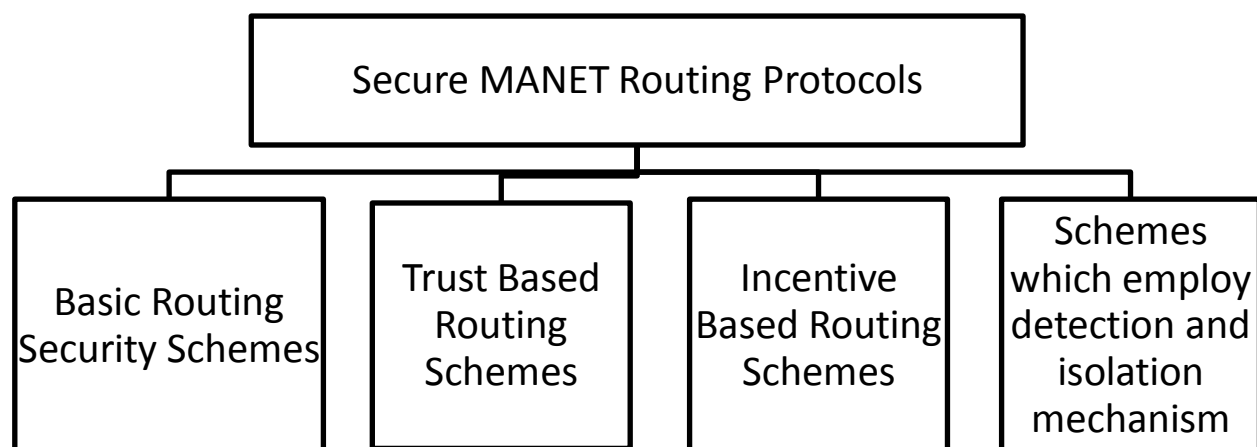 Secure MANET Routing Protocols
Basic Routing
Security Schemes
Trust Based
Routing
Schemes
Incentive
Based Routing
Schemes
Schemes
which employ
detection and
isolation
mechanism